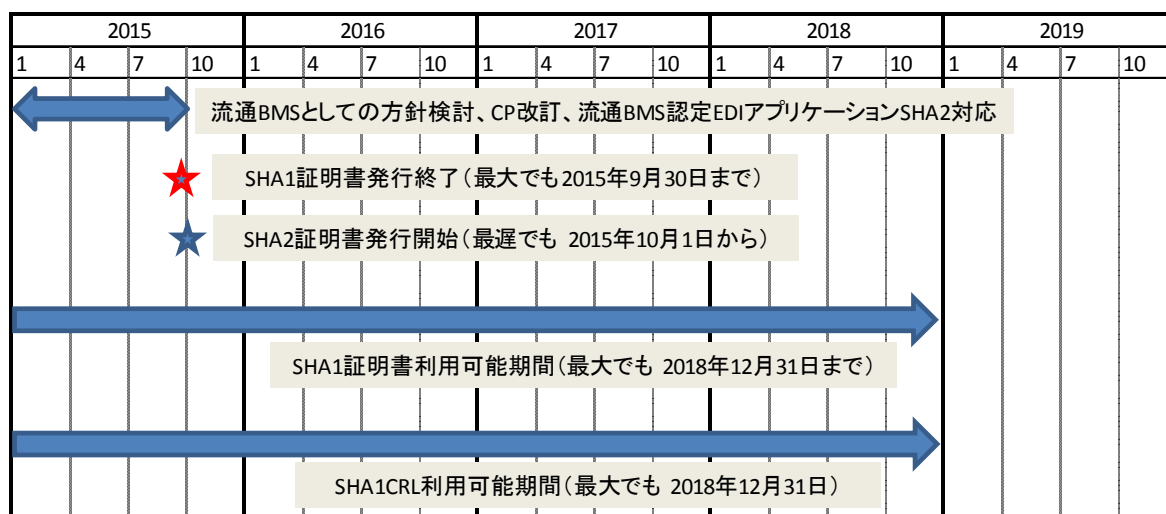 2015 2016 2017 2018 2019
1 4 7 10 1 4 7 10 1 4 7 10 1 4 7 10 1 4 7 10
流通BMSとしての方針検討、CP改訂、流通BMS認定EDIアプリケーションSHA2対応
SHA1証明書発行終了（最大でも2015年9月30日まで）
SHA2証明書発行開始（最遅でも 2015年10月1日から）
SHA1証明書利用可能期間（最大でも 2018年12月31日まで）
SHA1CRL利用可能期間（最大でも 2018年12月31日）